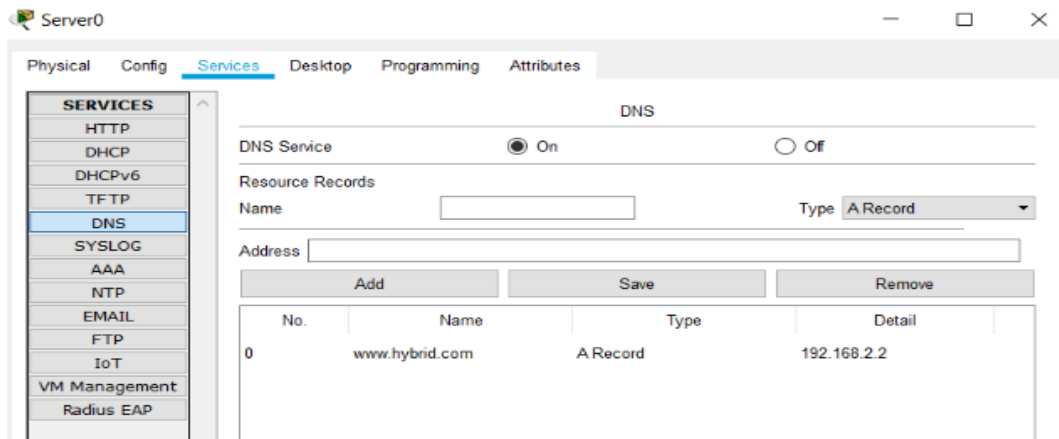 Server0
Physical Config Services Desktop Programming Attributes
SERVICES
HTTP
DHCP
DHCPv6
TFTP
DNS
SYSLOG
AAA
NTP
EMAIL
FTP
IoT
VM Management
Radius EAP
DNS
DNS Service On Off
Resource Records
Name Type A Record
Address
Add Save Remove
No. Name Type Detail
0 www.hybrid.com A Record 192.168.2.2